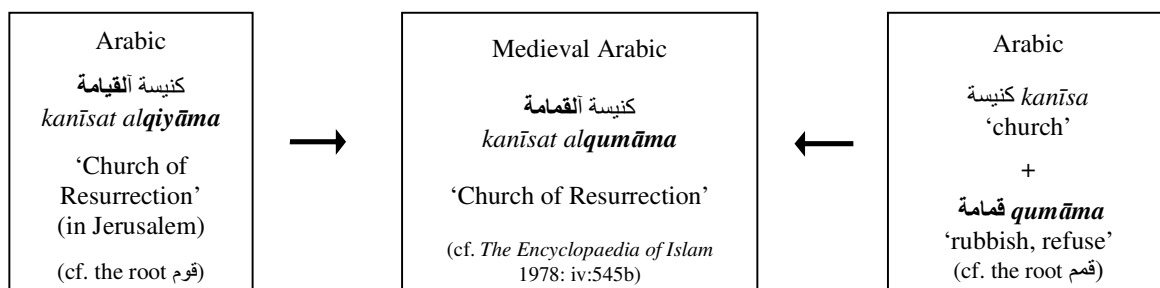 Arabic
كنيسة آلقيامة
kanīsat alqiyāma
‘Church of
Resurrection’
(in Jerusalem)
(cf. the root قوم)
Medieval Arabic
كنيسة آلقمامة
kanīsat alqumāma
‘Church of Resurrection’
(cf. The Encyclopaedia of Islam
1978: iv:545b)
Arabic
كنيسة kanīsa
‘church’
+
قمامة qumāma
‘rubbish, refuse’
(cf. the root قمم)